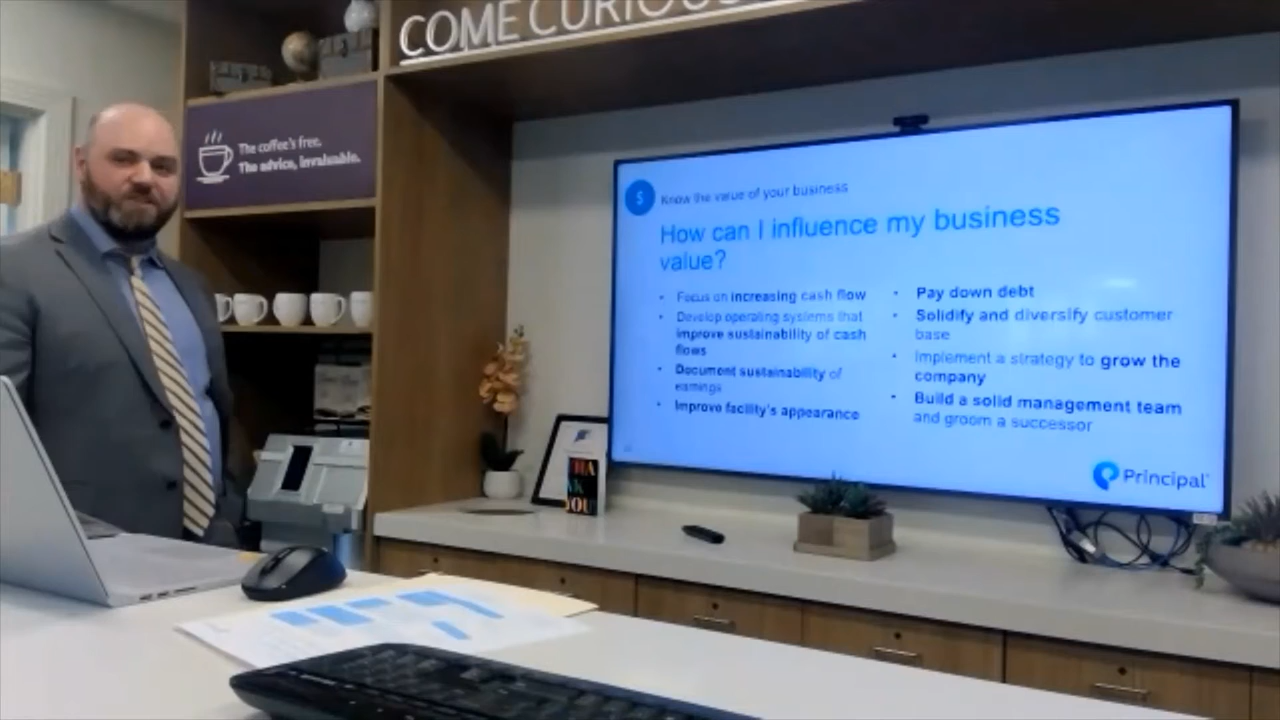 COME CURIOUS
The coffee's free.
The advice, invaluable.
$
Know the value of your business
How can I influence my business
value?
• Focus on increasing cash flow
• Develop operating systems that
improve sustainability of cash
flows
• Document sustainability of
earnings
• Improve facility's appearance
• Pay down debt
• Solidify and diversify customer
base
• Implement a strategy to grow the
company
• Build a solid management team
and groom a successor
Principal
THA
NK
YOU